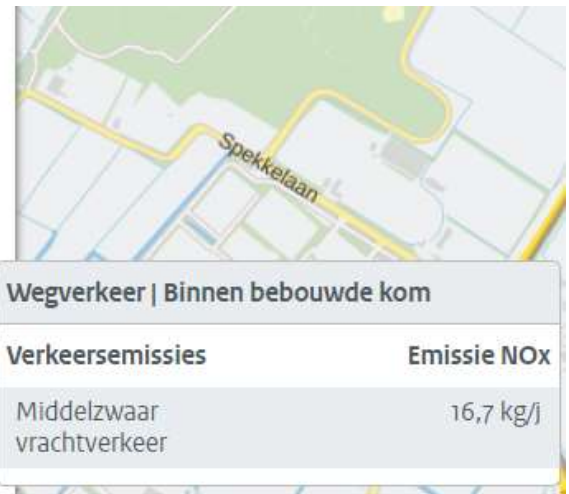 Spekkelaan
Wegverkeer | Binnen bebouwde kom
Verkeersemissies Emissie NOx
Middelzwaar 16,7 kg/j
vrachtverkeer